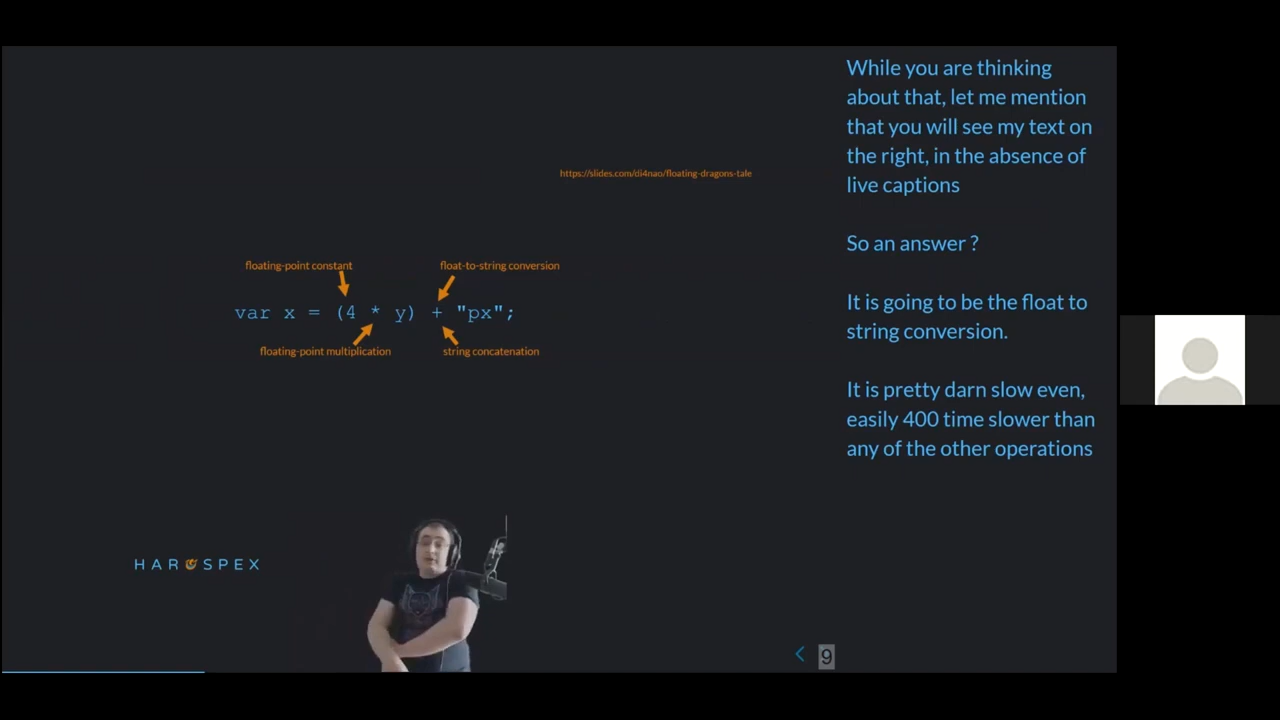 https://slides.com/di4nao/floating-dragons-tale
floating-point constant
float-to-string conversion
var x = (4 * y) + "px";
floating-point multiplication
string concatenation
HAR SPEX
9
While you are thinking
about that, let me mention
that you will see my text on
the right, in the absence of
live captions
So an answer ?
It is going to be the float to
string conversion.
It is pretty darn slow even,
easily 400 time slower than
any of the other operations